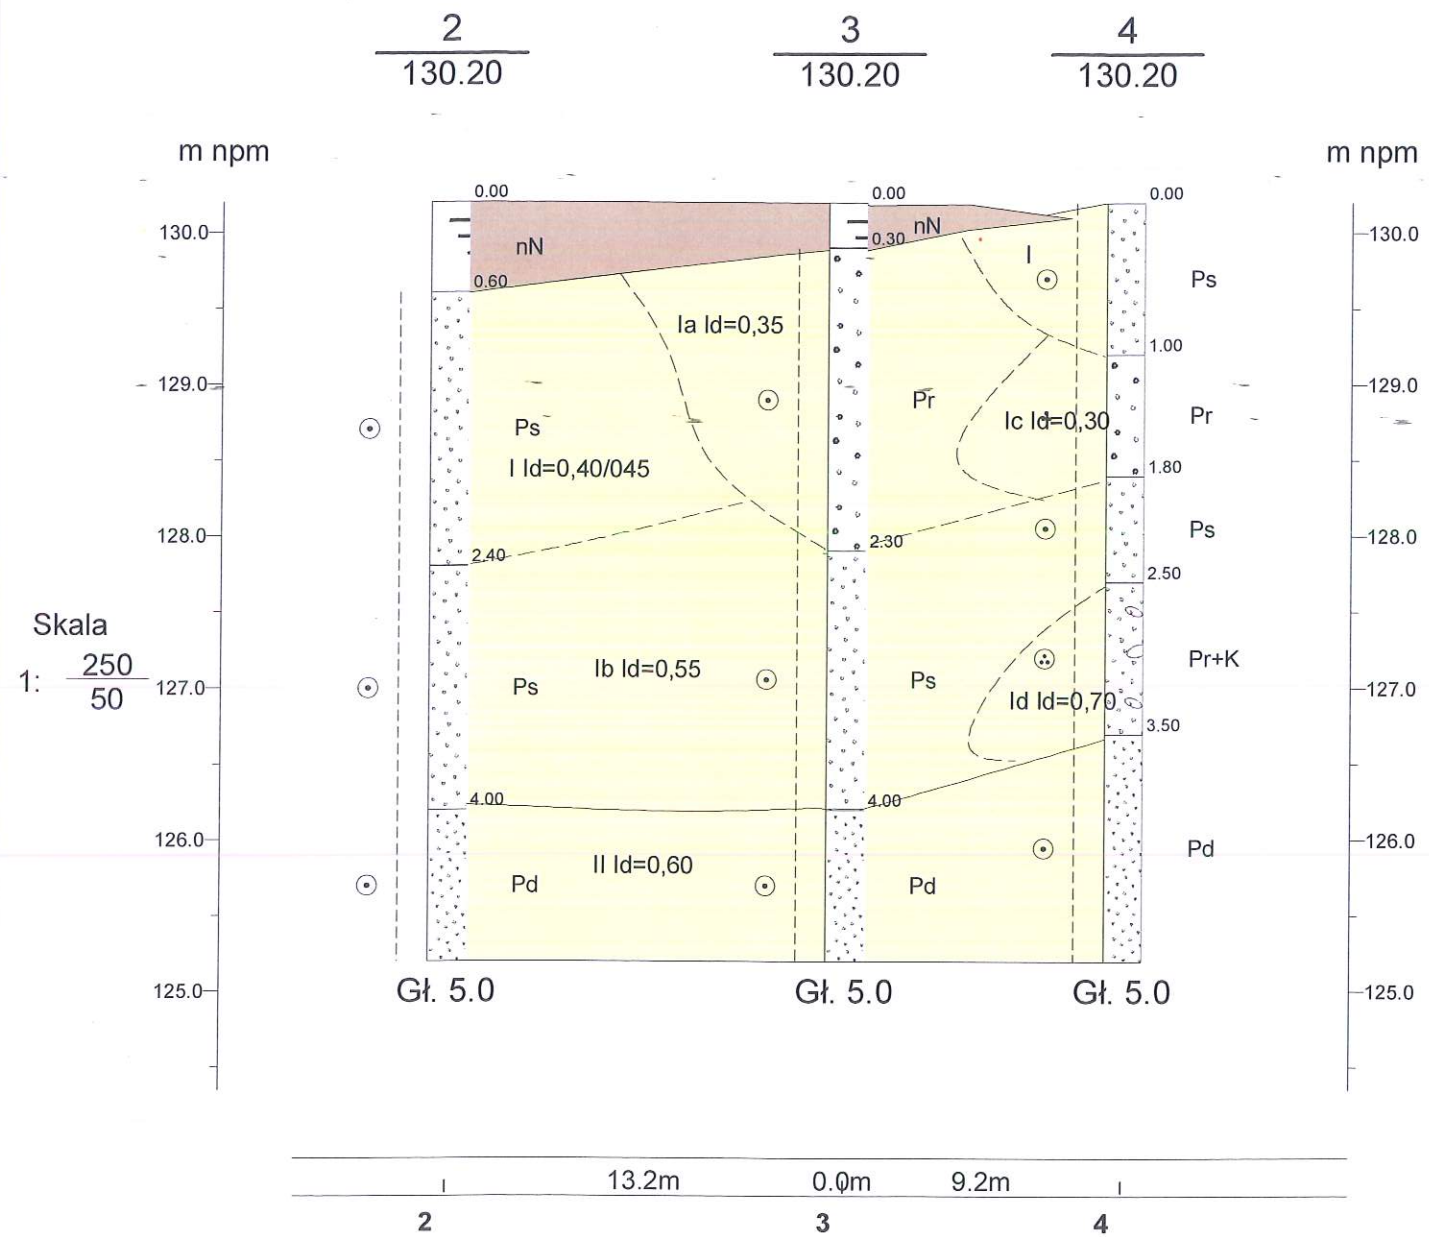 2 3 4
130.20 130.20 130.20
m npm m npm
0.00 0.00 0.00
130.0 nN nN 0.30 I 130.0
0.60 Ps
Ia Id=0,35 1.00
129.0 129.0
Pr Ic Id=0,30 Pr
Ps
I Id=0,40/045 1.80
128.0 Ps 128.0
2.40 2.30 2.50
Skala
1: 250
50
127.0 Ps Ib Id=0,55 Ps Pr+K 127.0
Id Id=0,70
3.50
4.00 4.00
126.0 126.0
II Id=0,60 Pd
Pd Pd
125.0 Gł. 5.0 Gł. 5.0 Gł. 5.0 125.0
13.2m 0.0m 9.2m
2 3 4